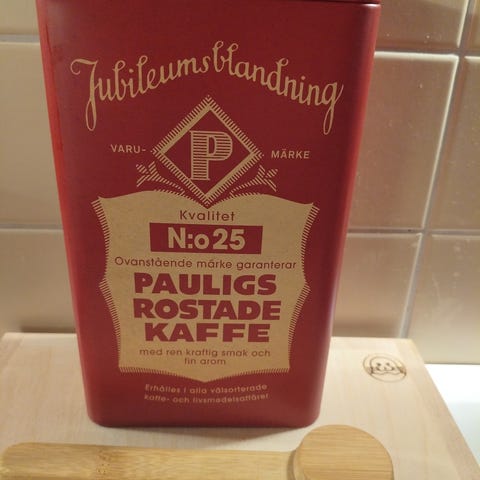 Jubileumsblandning
VARU- MÄRKE
P
Kvalitet
N:o 25
Ovanstående märke garanterar
PAULIGS
ROSTADE
KAFFE
med ren kraftig smak och
fin arom
Erhålles i alla välsorterade
kaffe- och livsmedelsaffärer